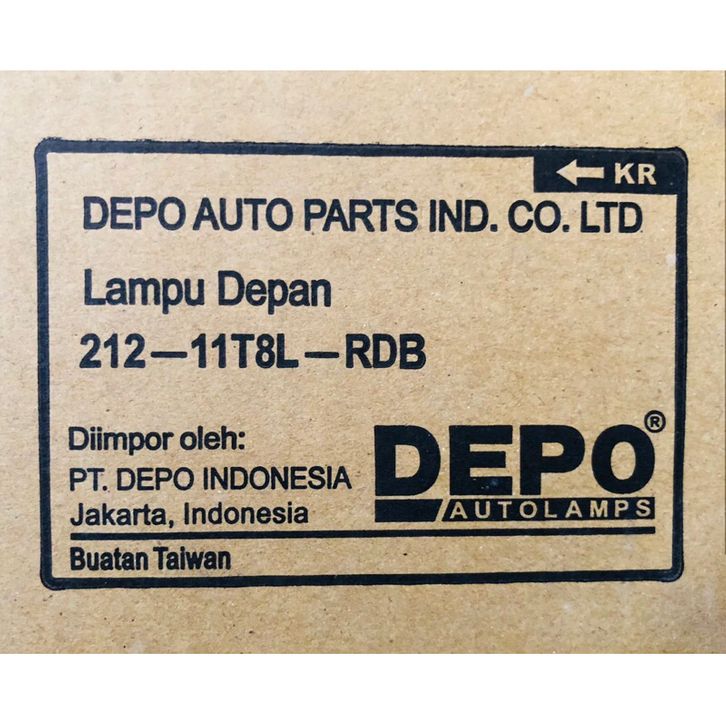 ← KR
DEPO AUTO PARTS IND. CO. LTD
Lampu Depan
212-11T8L-RDB
Diimpor oleh:
PT. DEPO INDONESIA
Jakarta, Indonesia
DEPO®
AUTOLAMPS
Buatan Taiwan